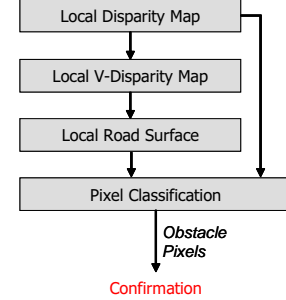 Local Disparity Map
Local V-Disparity Map
Local Road Surface
Pixel Classification
Obstacle
Pixels
Confirmation